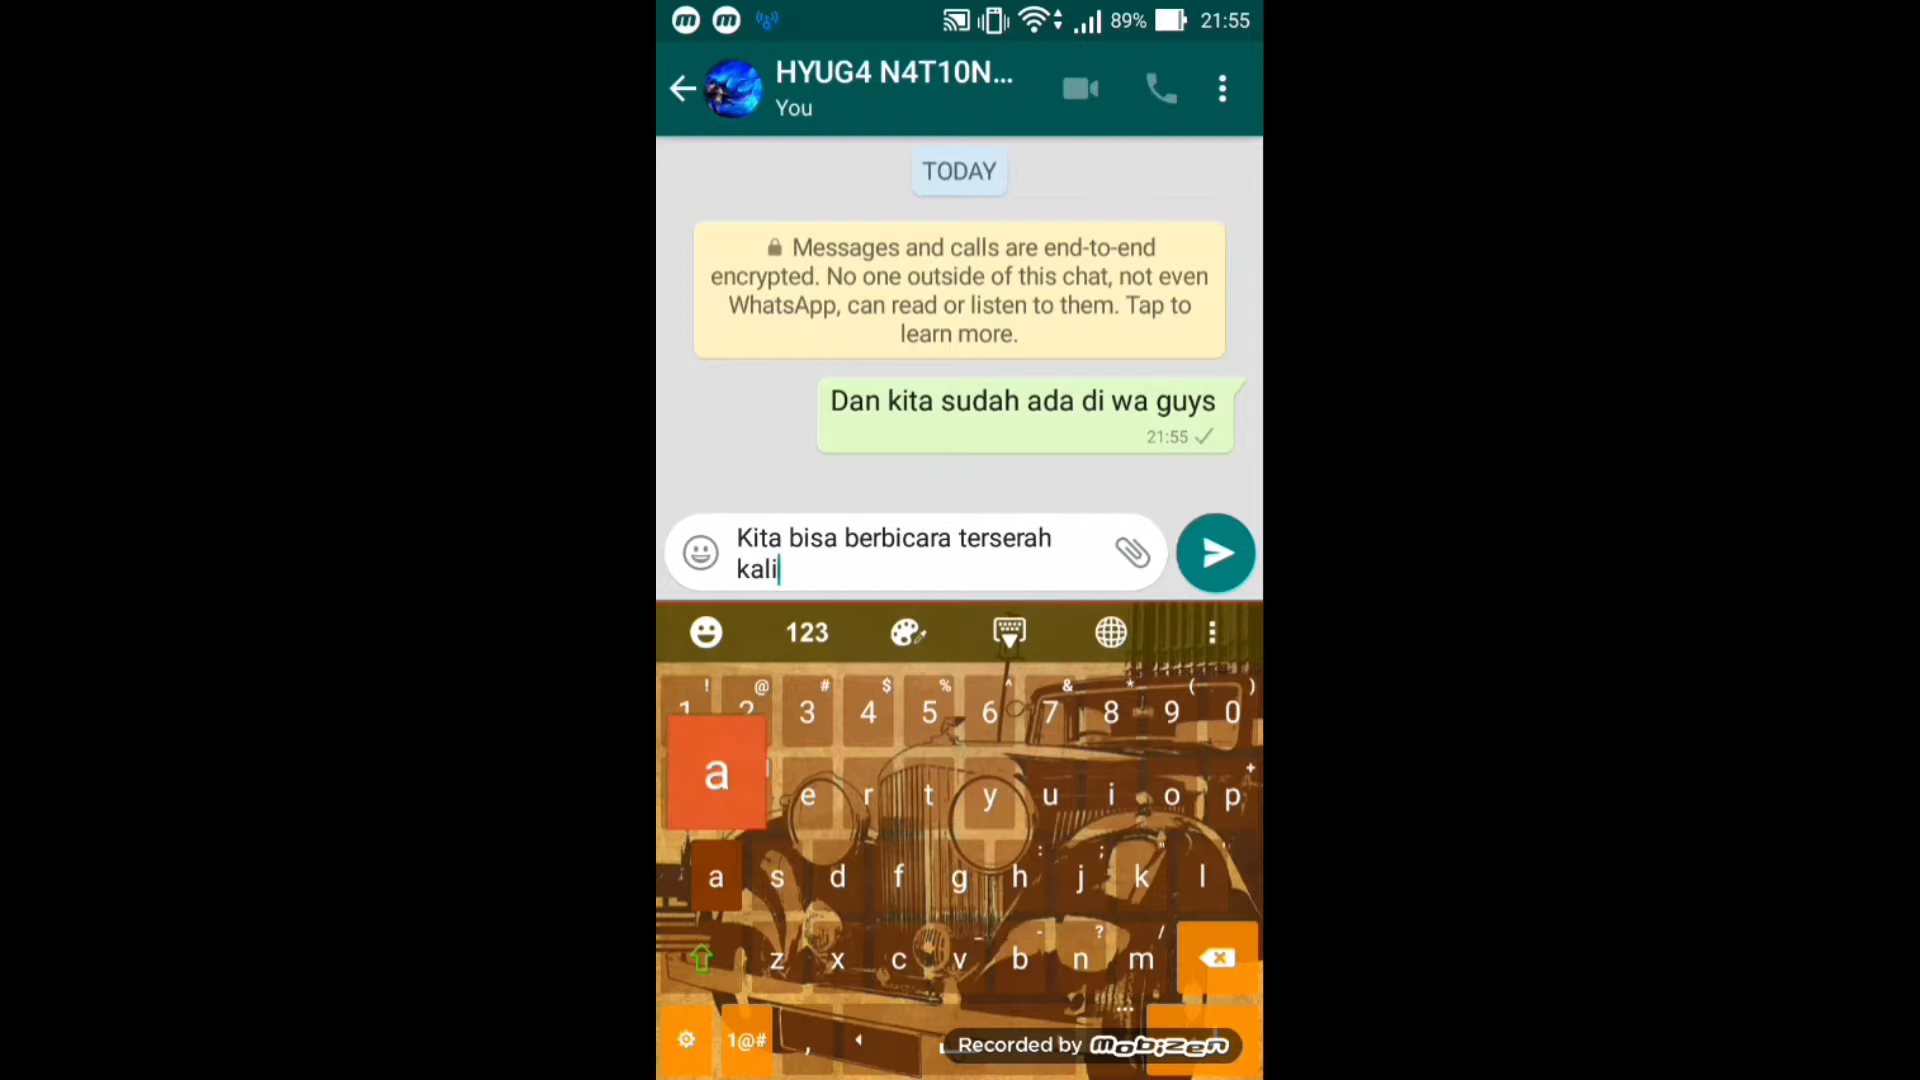 89% 21:55
HYUG4 N4T10N...
You
TODAY
Messages and calls are end-to-end
encrypted. No one outside of this chat, not even
WhatsApp, can read or listen to them. Tap to
learn more.
Dan kita sudah ada di wa guys
21:55
Kita bisa berbicara terserah
kali
123
! @ # $ % ^ & * ( )
1 2 3 4 5 6 7 8 9 0
a
e r t y u i o p
a s d f g h j k l
z x c v b n m
1@# ,
Recorded by mobizen